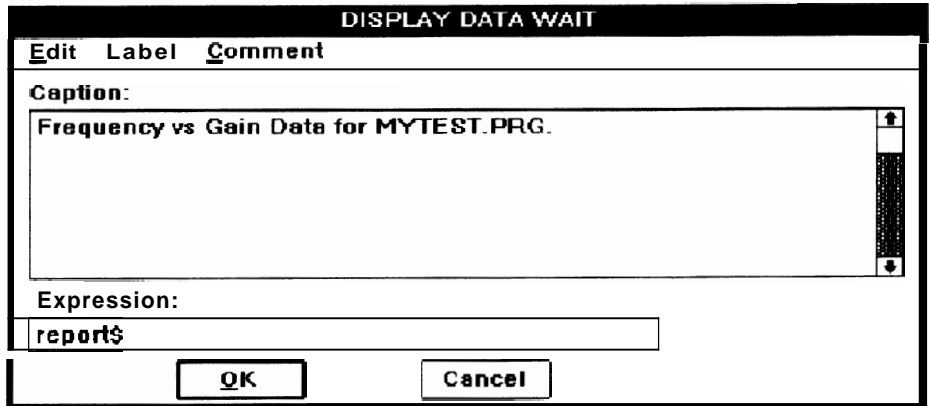 DISPLAY DATA WAIT
Edit Label Comment
Caption:
Frequency vs Gain Data for MYTEST.PRG.
Expression:
report$
OK Cancel